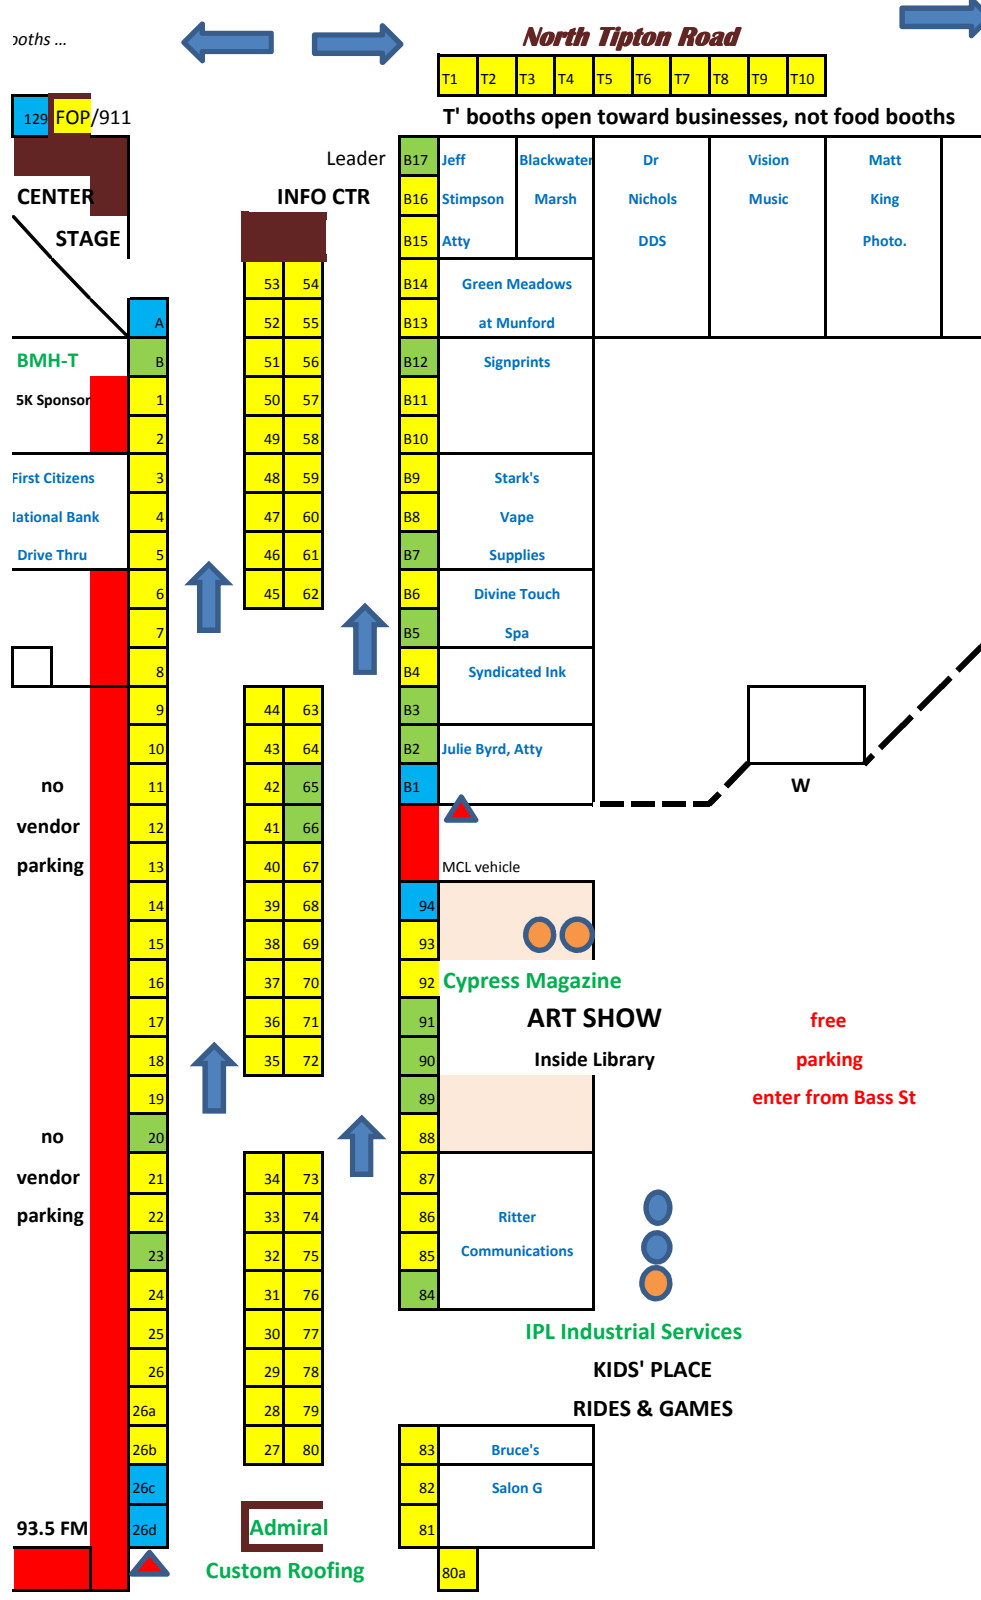 ooths ...
North Tipton Road
T1 T2 T3 T4 T5 T6 T7 T8 T9 T10
129 FOP/911
T' booths open toward businesses, not food booths
Leader B17 Jeff Blackwater Dr Vision Matt
CENTER INFO CTR B16 Stimpson Marsh Nichols Music King
STAGE B15 Atty DDS Photo.
53 54 B14 Green Meadows
A 52 55 B13 at Munford
BMH-T B 51 56 B12 Signprints
5K Sponsor 1 50 57 B11
2 49 58 B10
First Citizens 3 48 59 B9 Stark's
National Bank 4 47 60 B8 Vape
Drive Thru 5 46 61 B7 Supplies
6 45 62 B6 Divine Touch
7 B5 Spa
8 B4 Syndicated Ink
9 44 63 B3
10 43 64 B2 Julie Byrd, Atty
no 11 42 65 B1 W
vendor 12 41 66
parking 13 40 67 MCL vehicle
14 39 68 94
15 38 69 93
16 37 70 92 Cypress Magazine
17 36 71 91 ART SHOW free
18 35 72 90 Inside Library parking
19 89 enter from Bass St
no 20 88
vendor 21 34 73 87
parking 22 33 74 86 Ritter
23 32 75 85 Communications
24 31 76 84
25 30 77 IPL Industrial Services
26 29 78 KIDS' PLACE
26a 28 79 RIDES & GAMES
26b 27 80 83 Bruce's
26c 82 Salon G
93.5 FM 26d Admiral 81
Custom Roofing 80a